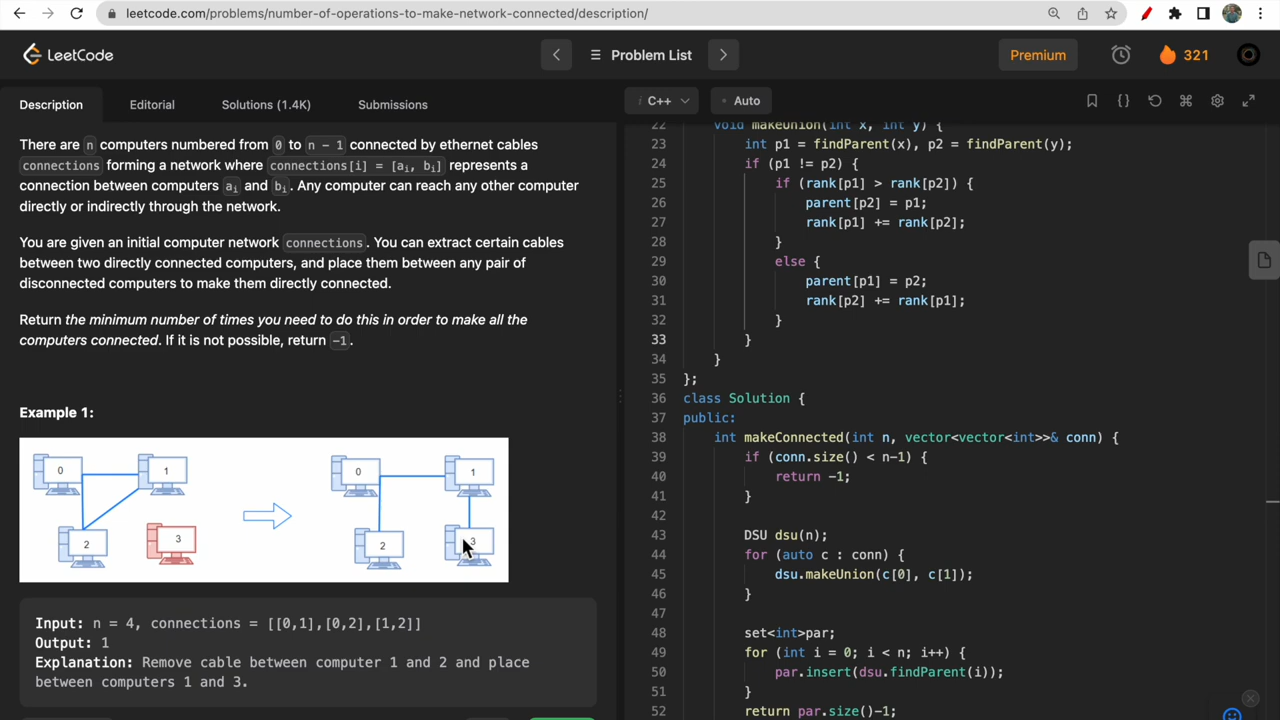 leetcode.com/problems/number-of-operations-to-make-network-connected/description/
LeetCode
Problem List
Premium
321
Description
Editorial
Solutions (1.4K)
Submissions
There are n computers numbered from 0 to n - 1 connected by ethernet cables
connections forming a network where connections[i] = [ai, bi] represents a
connection between computers ai and bi. Any computer can reach any other computer
directly or indirectly through the network.
You are given an initial computer network connections. You can extract certain cables
between two directly connected computers, and place them between any pair of
disconnected computers to make them directly connected.
Return the minimum number of times you need to do this in order to make all the
computers connected. If it is not possible, return -1.
Example 1:
0 1
2 3
0 1
2 3
Input: n = 4, connections = [[0,1],[0,2],[1,2]]
Output: 1
Explanation: Remove cable between computer 1 and 2 and place
between computers 1 and 3.
i C++
Auto
22 void makeUnion(int x, int y) {
23 int p1 = findParent(x), p2 = findParent(y);
24 if (p1 != p2) {
25 if (rank[p1] > rank[p2]) {
26 parent[p2] = p1;
27 rank[p1] += rank[p2];
28 }
29 else {
30 parent[p1] = p2;
31 rank[p2] += rank[p1];
32 }
33 }
34 }
35 };
36 class Solution {
37 public:
38 int makeConnected(int n, vector<vector<int>>& conn) {
39 if (conn.size() < n-1) {
40 return -1;
41 }
42
43 DSU dsu(n);
44 for (auto c : conn) {
45 dsu.makeUnion(c[0], c[1]);
46 }
47
48 set<int>par;
49 for (int i = 0; i < n; i++) {
50 par.insert(dsu.findParent(i));
51 }
52 return par.size()-1;